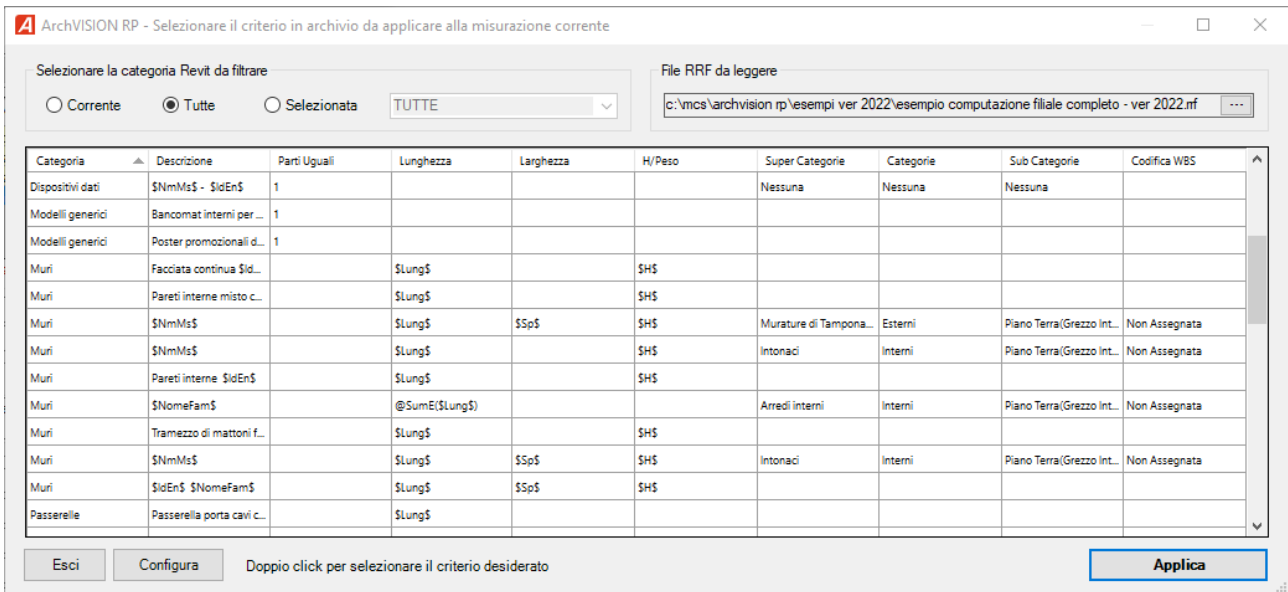 ArchVISION RP - Selezionare il criterio in archivio da applicare alla misurazione corrente
Selezionare la categoria Revit da filtrare
File RRF da leggere
Corrente Tutte Selezionata TUTTE
c:\mcs\archvision rp\esempi ver 2022\esempio computazione filiale completo - ver 2022.rrf ...
Categoria Descrizione Parti Uguali Lunghezza Larghezza H/Peso Super Categorie Categorie Sub Categorie Codifica WBS
Dispositivi dati $NmMs$ - $IdEn$ 1 Nessuna Nessuna Nessuna
Modelli generici Bancomat interni per ... 1
Modelli generici Poster promozionali d... 1
Muri Facciata continua $Id... $Lung$ $H$
Muri Pareti interne misto c... $Lung$ $H$
Muri $NmMs$ $Lung$ $Sp$ $H$ Murature di Tampona... Esterni Piano Terra(Grezzo Int... Non Assegnata
Muri $NmMs$ $Lung$ $H$ Intonaci Interni Piano Terra(Grezzo Int... Non Assegnata
Muri Pareti interne $IdEn$ $Lung$ $H$
Muri $NomeFam$ @SumE($Lung$) Arredi interni Interni Piano Terra(Grezzo Int... Non Assegnata
Muri Tramezzo di mattoni f... $Lung$ $H$
Muri $NmMs$ $Lung$ $Sp$ $H$ Intonaci Interni Piano Terra(Grezzo Int... Non Assegnata
Muri $IdEn$ $NomeFam$ $Lung$ $Sp$ $H$
Passerelle Passerella porta cavi c... $Lung$
Esci Configura Doppio click per selezionare il criterio desiderato Applica